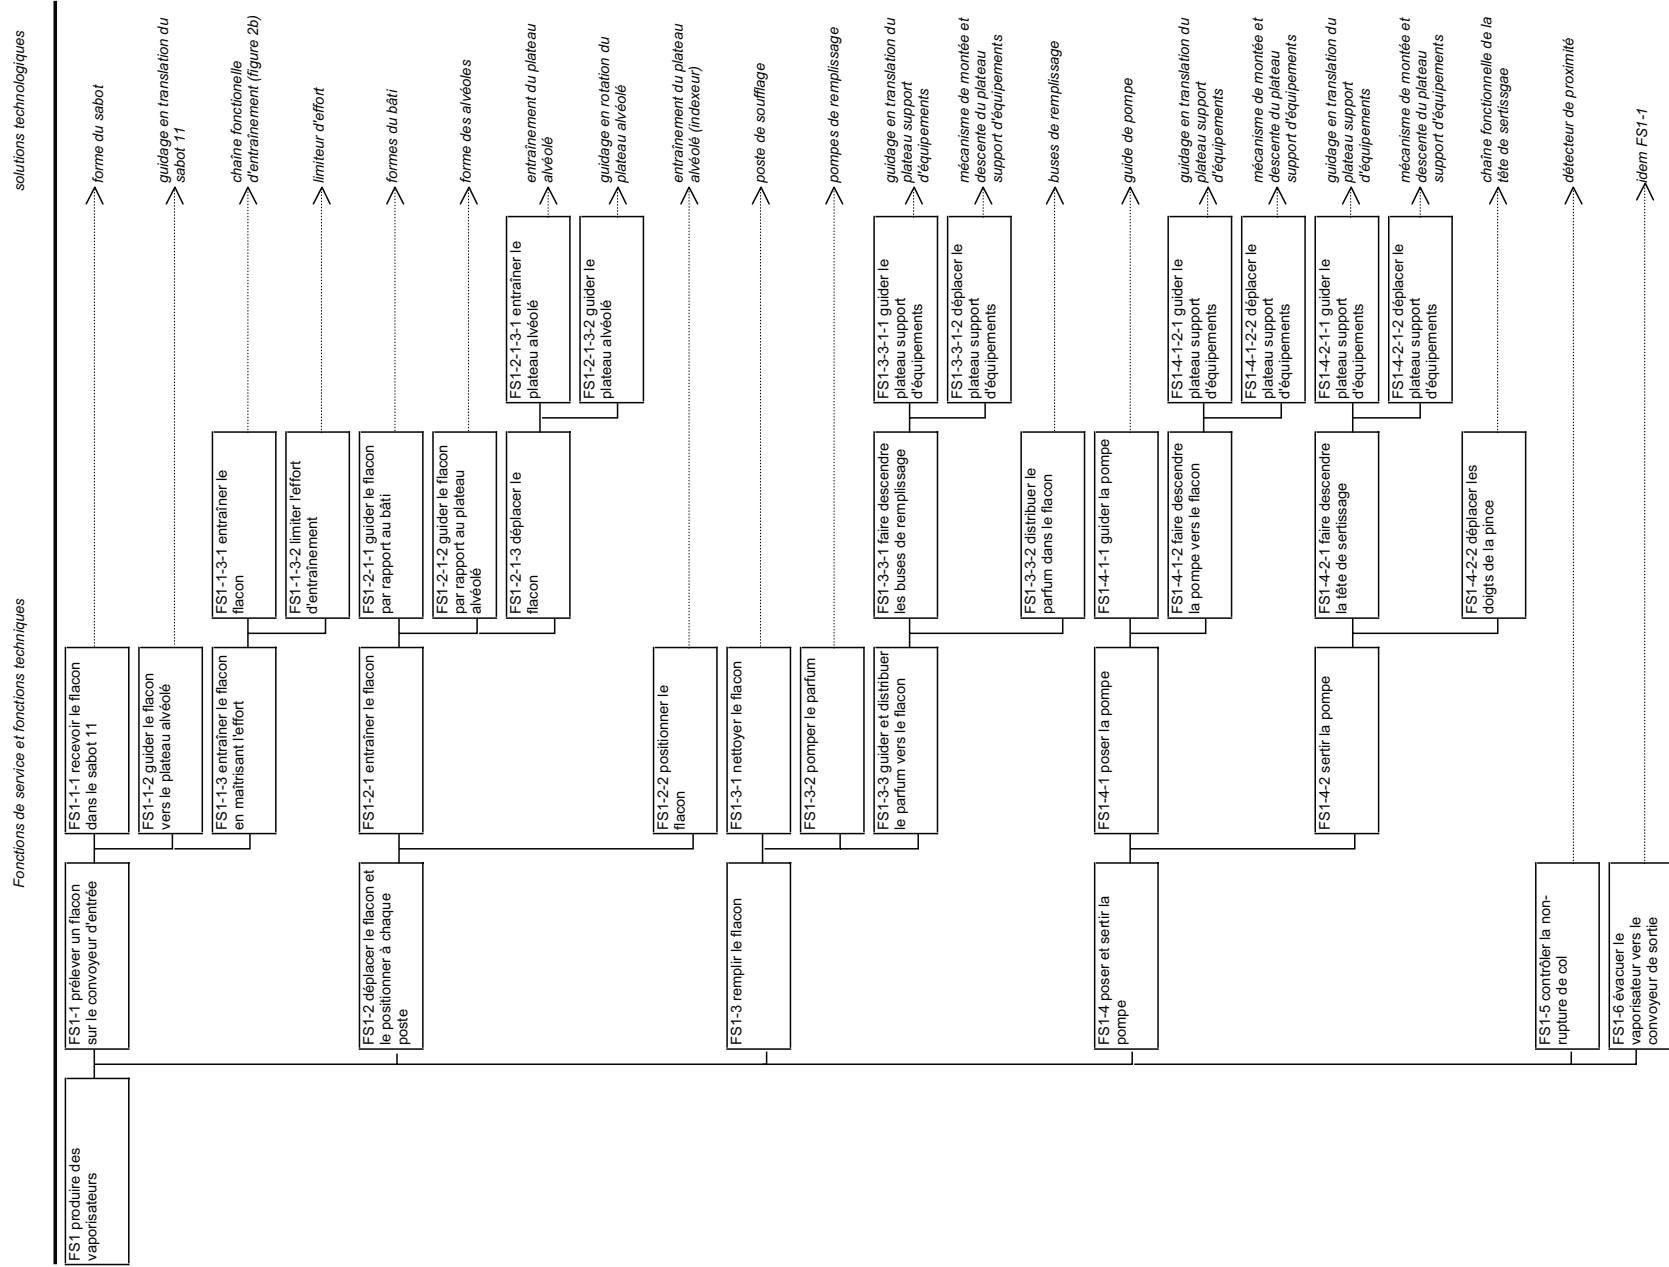 Fonctions de service et fonctions techniques
solutions technologiques
FS1 produire des
vaporisateurs
FS1-1 prélever un flacon
sur le convoyeur d'entrée
FS1-1-1 recevoir le flacon
dans le sabot 11
forme du sabot
FS1-1-2 guider le flacon
vers le plateau alvéolé
guidage en translation du
sabot 11
FS1-1-3 entraîner le flacon
en maîtrisant l'effort
FS1-1-3-1 entraîner le
flacon
chaîne fonctionelle
d'entraînement (figure 2b)
FS1-1-3-2 limiter l'effort
d'entraînement
limiteur d'effort
FS1-2 déplacer le flacon et
le positionner à chaque
poste
FS1-2-1 entraîner le flacon
FS1-2-1-1 guider le flacon
par rapport au bâti
formes du bâti
FS1-2-1-2 guider le flacon
par rapport au plateau
alvéolé
forme des alvéoles
FS1-2-1-3 déplacer le
flacon
FS1-2-1-3-1 entraîner le
plateau alvéolé
entraînement du plateau
alvéolé
FS1-2-1-3-2 guider le
plateau alvéolé
guidage en rotation du
plateau alvéolé
FS1-2-2 positionner le
flacon
entraînement du plateau
alvéolé (indexeur)
FS1-3 remplir le flacon
FS1-3-1 nettoyer le flacon
poste de soufflage
FS1-3-2 pomper le parfum
pompes de remplissage
FS1-3-3 guider et distribuer
le parfum vers le flacon
FS1-3-3-1 faire descendre
les buses de remplissage
FS1-3-3-1-1 guider le
plateau support
d'équipements
guidage en translation du
plateau support
d'équipements
FS1-3-3-1-2 déplacer le
plateau support
d'équipements
mécanisme de montée et
descente du plateau
support d'équipements
FS1-3-3-2 distribuer le
parfum dans le flacon
buses de remplissage
FS1-4 poser et sertir la
pompe
FS1-4-1 poser la pompe
FS1-4-1-1 guider la pompe
guide de pompe
FS1-4-1-2 faire descendre
la pompe vers le flacon
FS1-4-1-2-1 guider le
plateau support
d'équipements
guidage en translation du
plateau support
d'équipements
FS1-4-1-2-2 déplacer le
plateau support
d'équipements
mécanisme de montée et
descente du plateau
support d'équipements
FS1-4-2 sertir la pompe
FS1-4-2-1 faire descendre
la tête de sertissage
FS1-4-2-1-1 guider le
plateau support
d'équipements
guidage en translation du
plateau support
d'équipements
FS1-4-2-1-2 déplacer le
plateau support
d'équipements
mécanisme de montée et
descente du plateau
support d'équipements
FS1-4-2-2 déplacer les
doigts de la pince
chaîne fonctionnelle de la
tête de sertissgae
FS1-5 contrôler la non-
rupture de col
détecteur de proximité
FS1-6 évacuer le
vaporisateur vers le
convoyeur de sortie
idem FS1-1